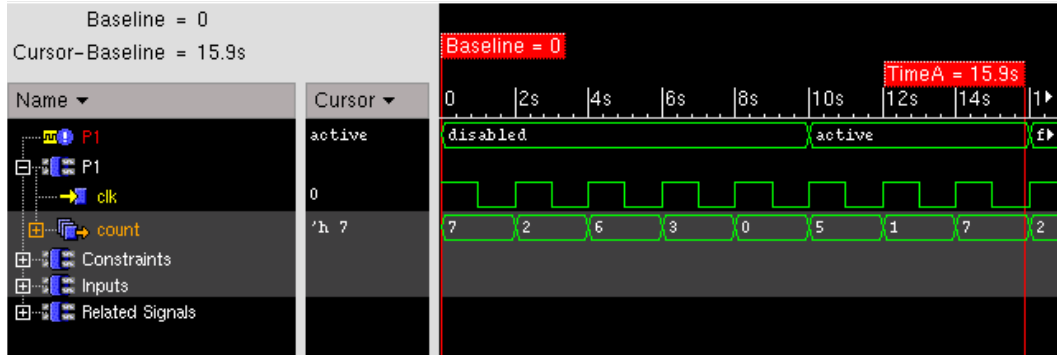 Baseline = 0
Cursor-Baseline = 15.9s
Baseline = 0
TimeA = 15.9s
Name Cursor 0 2s 4s 6s 8s 10s 12s 14s 1
P1 active disabled active f
P1
clk 0
count 'h 7 7 2 6 3 0 5 1 7 2
Constraints
Inputs
Related Signals